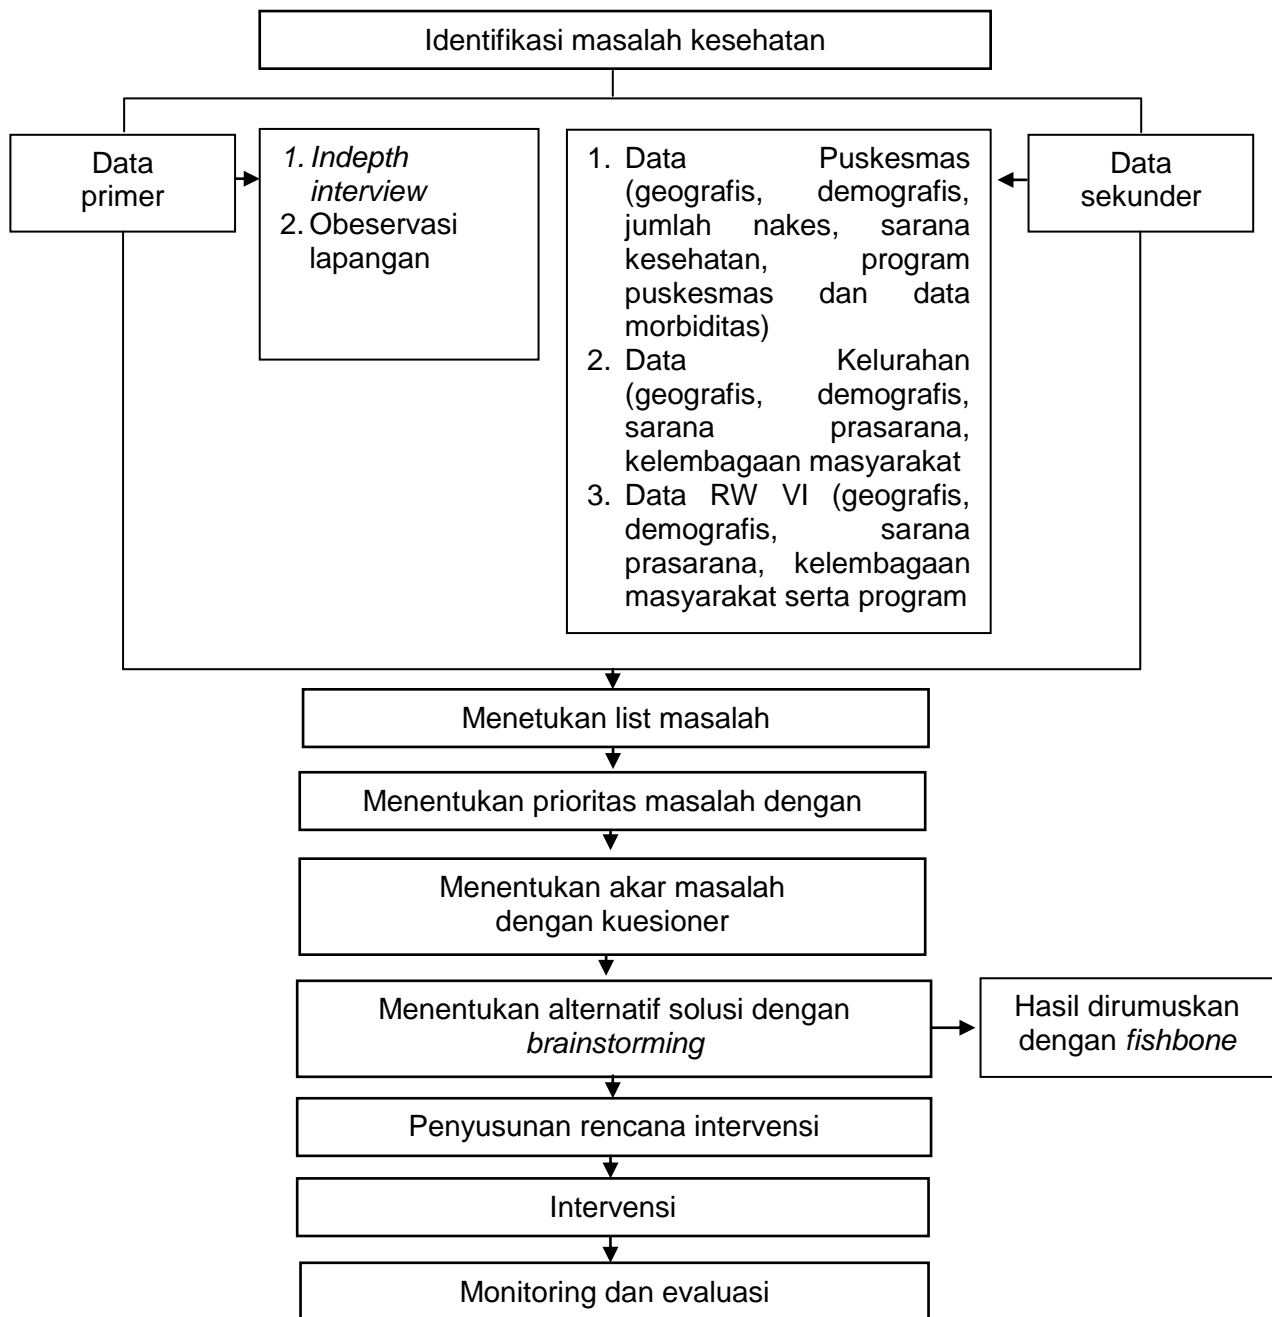 Identifikasi masalah kesehatan
Data
primer
1. Indepth
interview
2. Obeservasi
lapangan
1. Data Puskesmas
(geografis, demografis,
jumlah nakes, sarana
kesehatan, program
puskesmas dan data
morbiditas)
2. Data Kelurahan
(geografis, demografis,
sarana prasarana,
kelembagaan masyarakat
3. Data RW VI (geografis,
demografis, sarana
prasarana, kelembagaan
masyarakat serta program
Data
sekunder
Menetukan list masalah
Menentukan prioritas masalah dengan
Menentukan akar masalah
dengan kuesioner
Menentukan alternatif solusi dengan
brainstorming
Hasil dirumuskan
dengan fishbone
Penyusunan rencana intervensi
Intervensi
Monitoring dan evaluasi